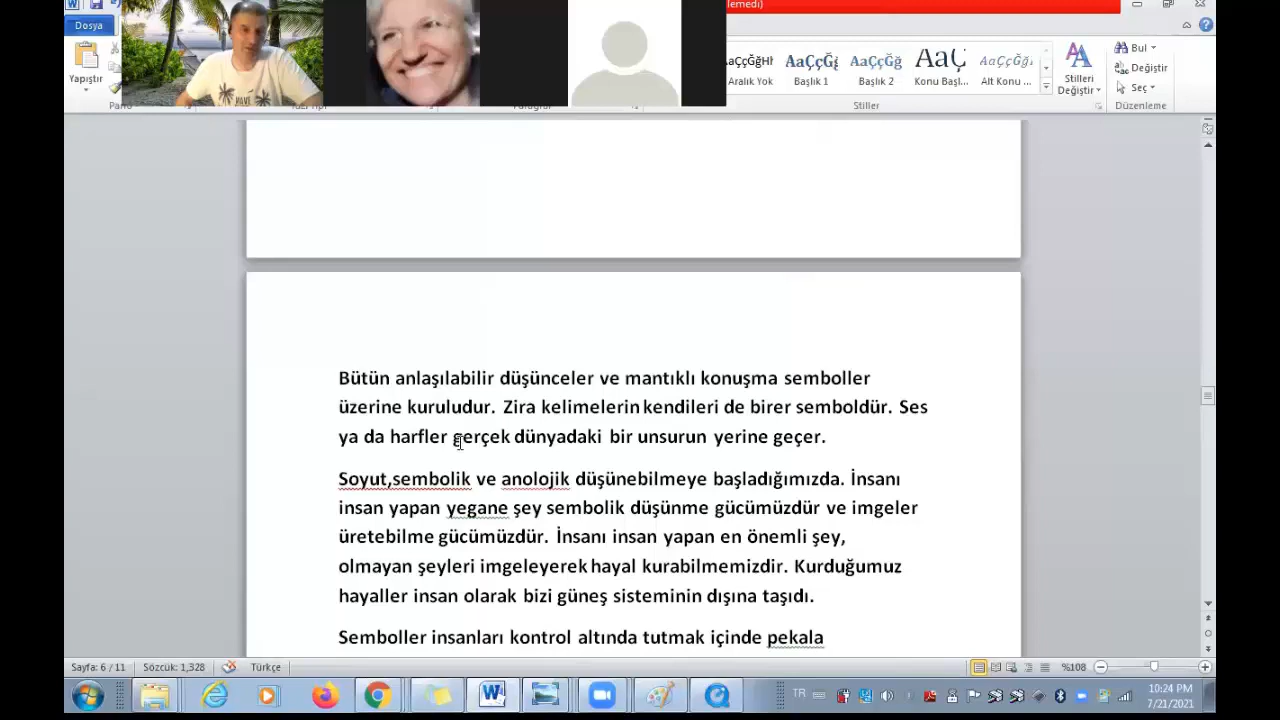 lemedi)
Dosya
Yapıştır
Pano
Paragraf
Aralık Yok
AaÇçĞğ
Başlık 1
AaÇçĞğ
Başlık 2
AaÇ
Konu Başl...
AaÇçĞğ.
Alt Konu ...
Stilleri
Değiştir
Stiller
Bul
Değiştir
Seç
Düzenleme
Bütün anlaşılabilir düşünceler ve mantıklı konuşma semboller
üzerine kuruludur. Zira kelimelerin kendileri de birer semboldür. Ses
ya da harfler gerçek dünyadaki bir unsurun yerine geçer.
Soyut,sembolik ve anolojik düşünebilmeye başladığımızda. İnsanı
insan yapan yegane şey sembolik düşünme gücümüzdür ve imgeler
üretebilme gücümüzdür. İnsanı insan yapan en önemli şey,
olmayan şeyleri imgeleyerek hayal kurabilmemizdir. Kurduğumuz
hayaller insan olarak bizi güneş sisteminin dışına taşıdı.
Semboller insanları kontrol altında tutmak içinde pekala
Sayfa: 6 / 11 Sözcük: 1,328 Türkçe %108
TR
10:24 PM
7/21/2021